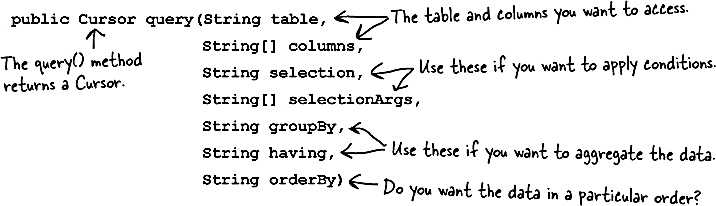 public Cursor query(String table,
The table and columns you want to access.
String[] columns,
The query() method
returns a Cursor.
String selection,
Use these if you want to apply conditions.
String[] selectionArgs,
String groupBy,
String having,
Use these if you want to aggregate the data.
String orderBy)
Do you want the data in a particular order?